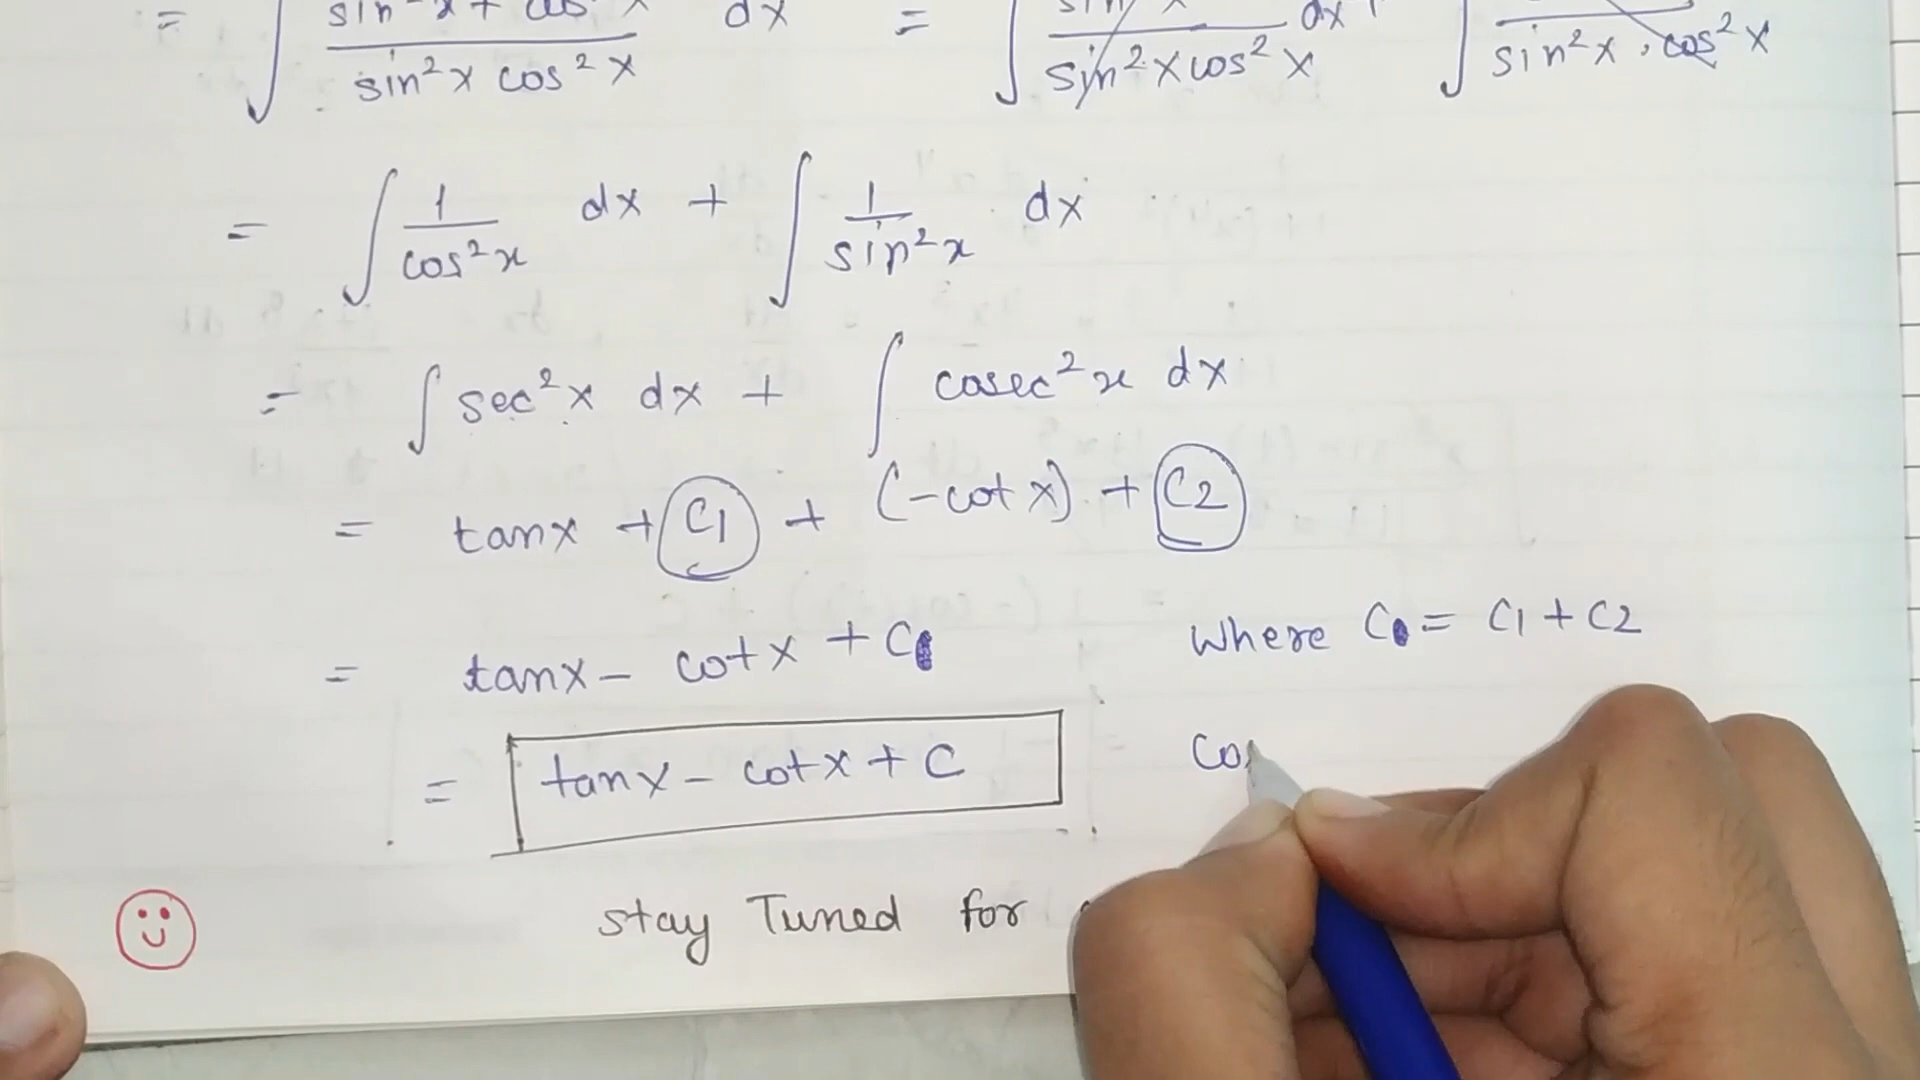 = ∫ sin²x + cos²x / sin²x cos²x dx = ∫ sin²x / sin²x cos²x dx + ∫ / sin²x · cos²x
= ∫ 1/cos²x dx + ∫ 1/sin²x dx
= ∫ sec²x dx + ∫ cosec²x dx
= tanx + C1 + (-cot x) + C2
= tanx - cotx + C where C = C1 + C2
= tanx - cotx + C Co
stay Tuned for